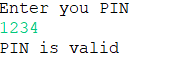 Enter you PIN
1234
PIN is valid